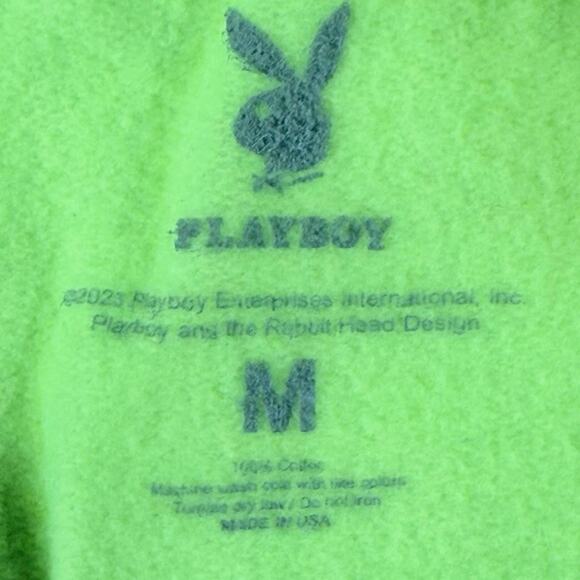 PLAYBOY
©2023 Playboy Enterprises International, Inc.
Playboy and the Rabbit Head Design
M
100% Cotton
Machine wash cold with like colors
Tumble dry low / Do not iron
MADE IN USA